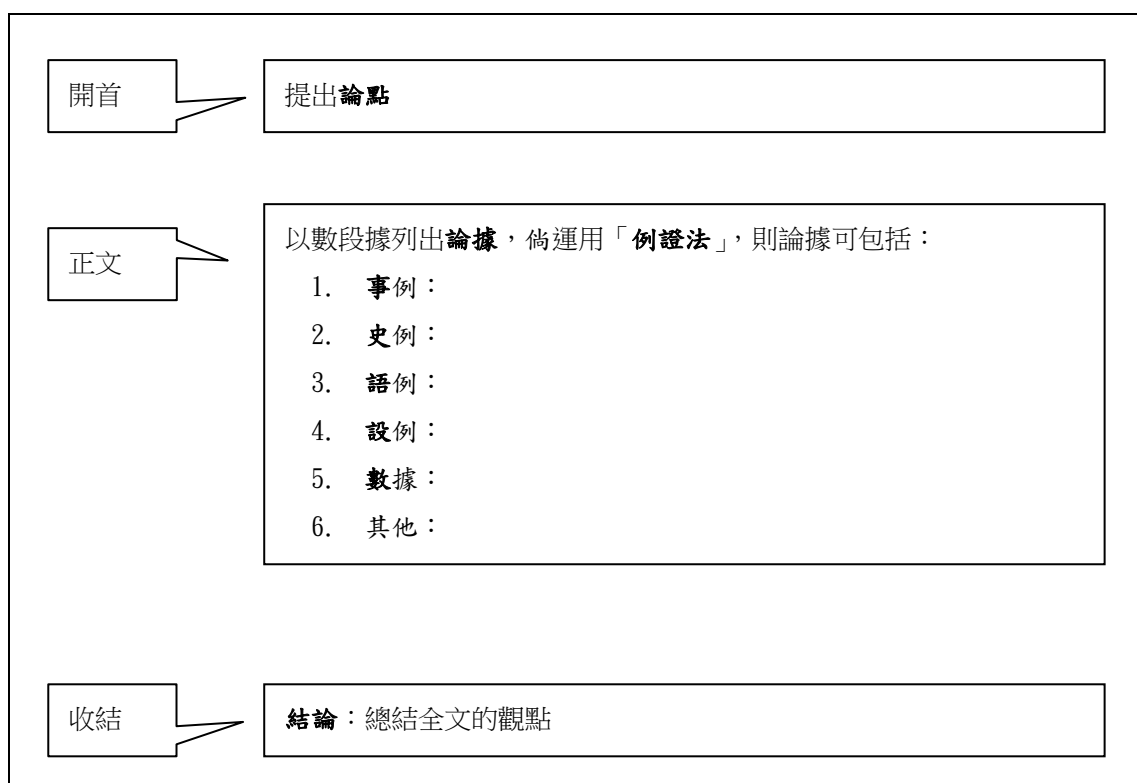 開首
提出論點
正文
以數段據列出論據，倘運用「例證法」，則論據可包括：
1. 事例：
2. 史例：
3. 語例：
4. 設例：
5. 數據：
6. 其他：
收結
結論：總結全文的觀點